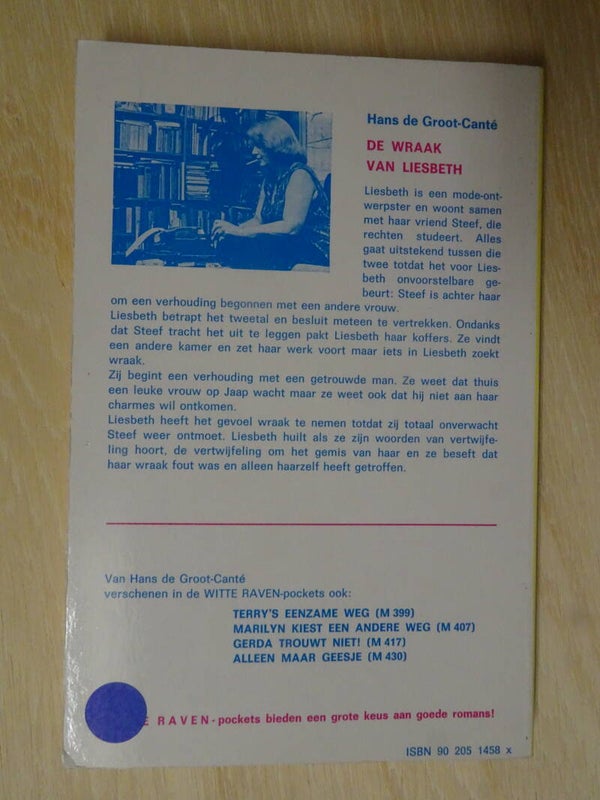 Hans de Groot-Canté
DE WRAAK
VAN LIESBETH
Liesbeth is een mode-ont-
werpster en woont samen
met haar vriend Steef, die
rechten studeert. Alles
gaat uitstekend tussen die
twee totdat het voor Lies-
beth onvoorstelbare ge-
beurt: Steef is achter haar
om een verhouding begonnen met een andere vrouw.
Liesbeth betrapt het tweetal en besluit meteen te vertrekken. Ondanks
dat Steef tracht het uit te leggen pakt Liesbeth haar koffers. Ze vindt
een andere kamer en zet haar werk voort maar iets in Liesbeth zoekt
wraak.
Zij begint een verhouding met een getrouwde man. Ze weet dat thuis
een leuke vrouw op Jaap wacht maar ze weet ook dat hij niet aan haar
charmes wil ontkomen.
Liesbeth heeft het gevoel wraak te nemen totdat zij totaal onverwacht
Steef weer ontmoet. Liesbeth huilt als ze zijn woorden van vertwijfe-
ling hoort, de vertwijfeling om het gemis van haar en ze beseft dat
haar wraak fout was en alleen haarzelf heeft getroffen.
Van Hans de Groot-Canté
verschenen in de WITTE RAVEN-pockets ook:
TERRY'S EENZAME WEG (M 399)
MARILYN KIEST EEN ANDERE WEG (M 407)
GERDA TROUWT NIET! (M 417)
ALLEEN MAAR GEESJE (M 430)
E RAVEN-pockets bieden een grote keus aan goede romans!
ISBN 90 205 1458 x